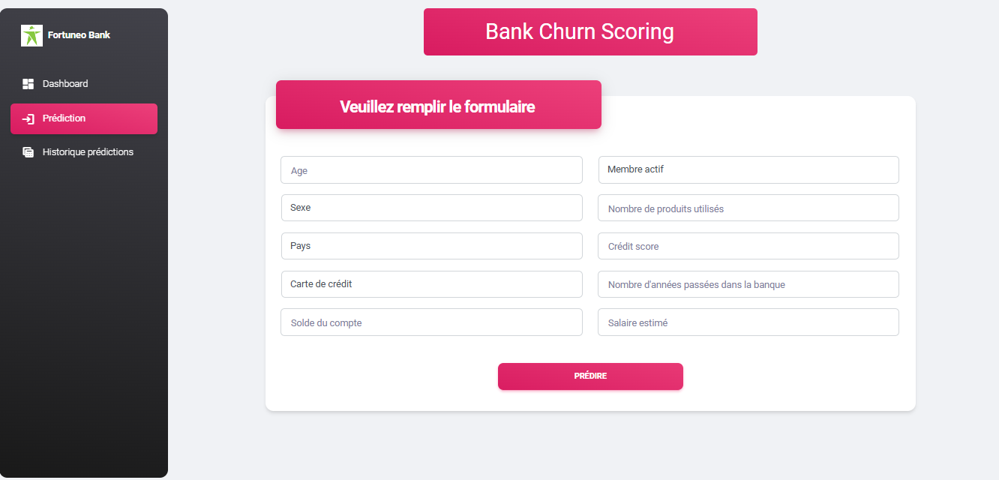 Fortuneo Bank
Dashboard
Prédiction
Historique prédictions
Bank Churn Scoring
Veuillez remplir le formulaire
Age
Membre actif
Sexe
Nombre de produits utilisés
Pays
Crédit score
Carte de crédit
Nombre d'années passées dans la banque
Solde du compte
Salaire estimé
PRÉDIRE